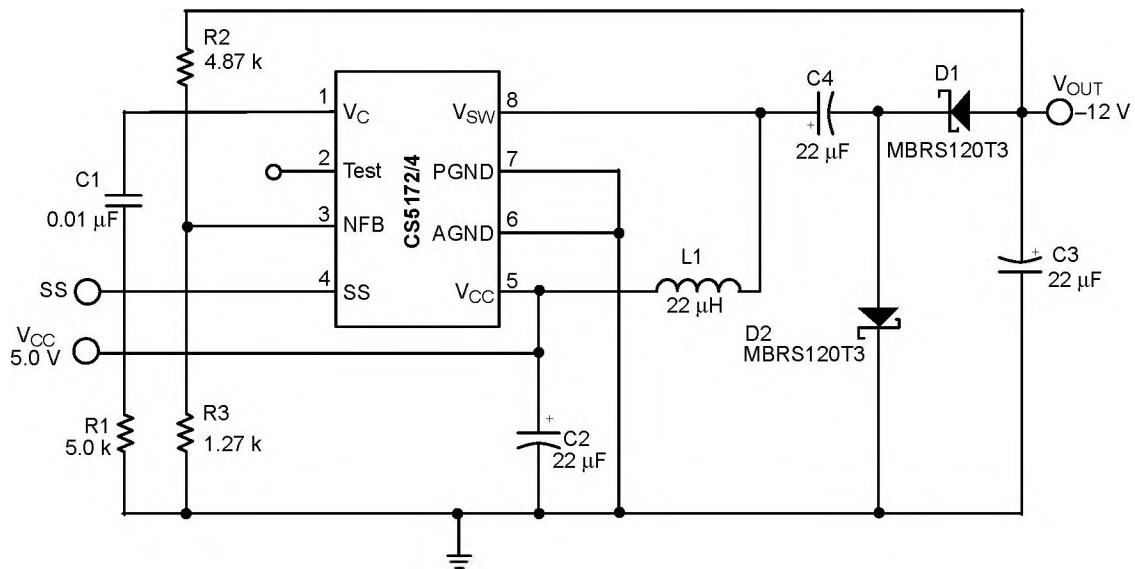 R2
4.87 k
C4
D1
V_OUT
–12 V
1
V_C
V_SW
8
+
22 μF
MBRS120T3
2
Test
PGND
7
C1
0.01 μF
CS5172/4
3
NFB
AGND
6
L1
22 μH
+
C3
22 μF
SS
4
SS
V_CC
5
V_CC
5.0 V
D2
MBRS120T3
R1
5.0 k
R3
1.27 k
+
C2
22 μF